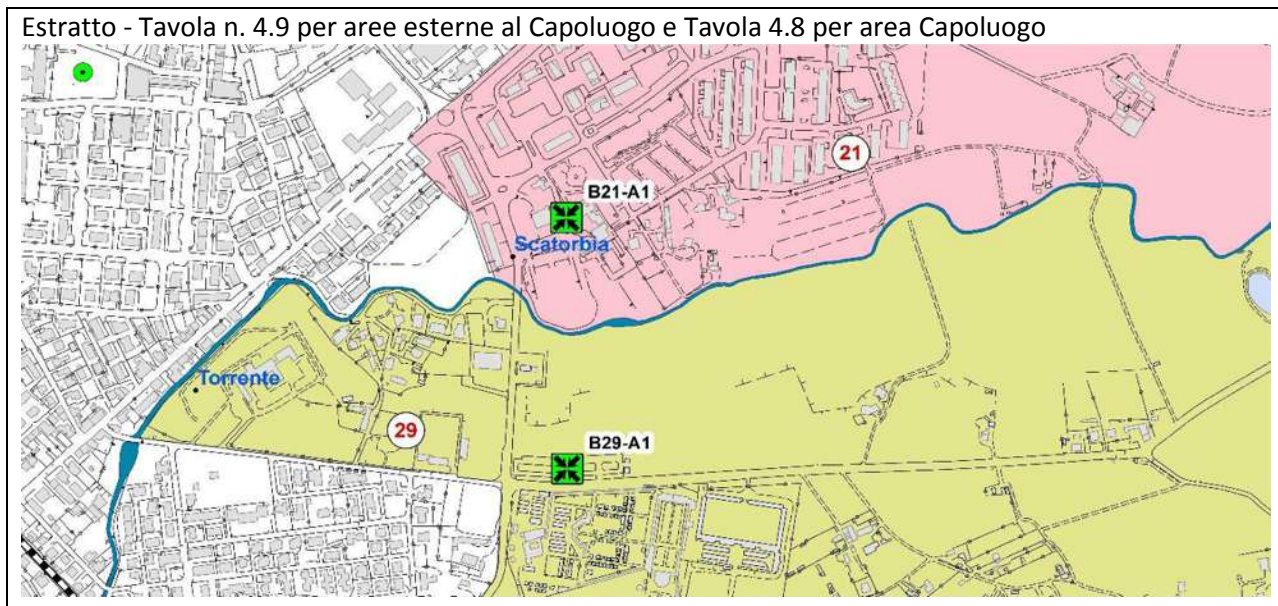 Estratto - Tavola n. 4.9 per aree esterne al Capoluogo e Tavola 4.8 per area Capoluogo
21
B21-A1
Scatorbia
Torrente
29
B29-A1